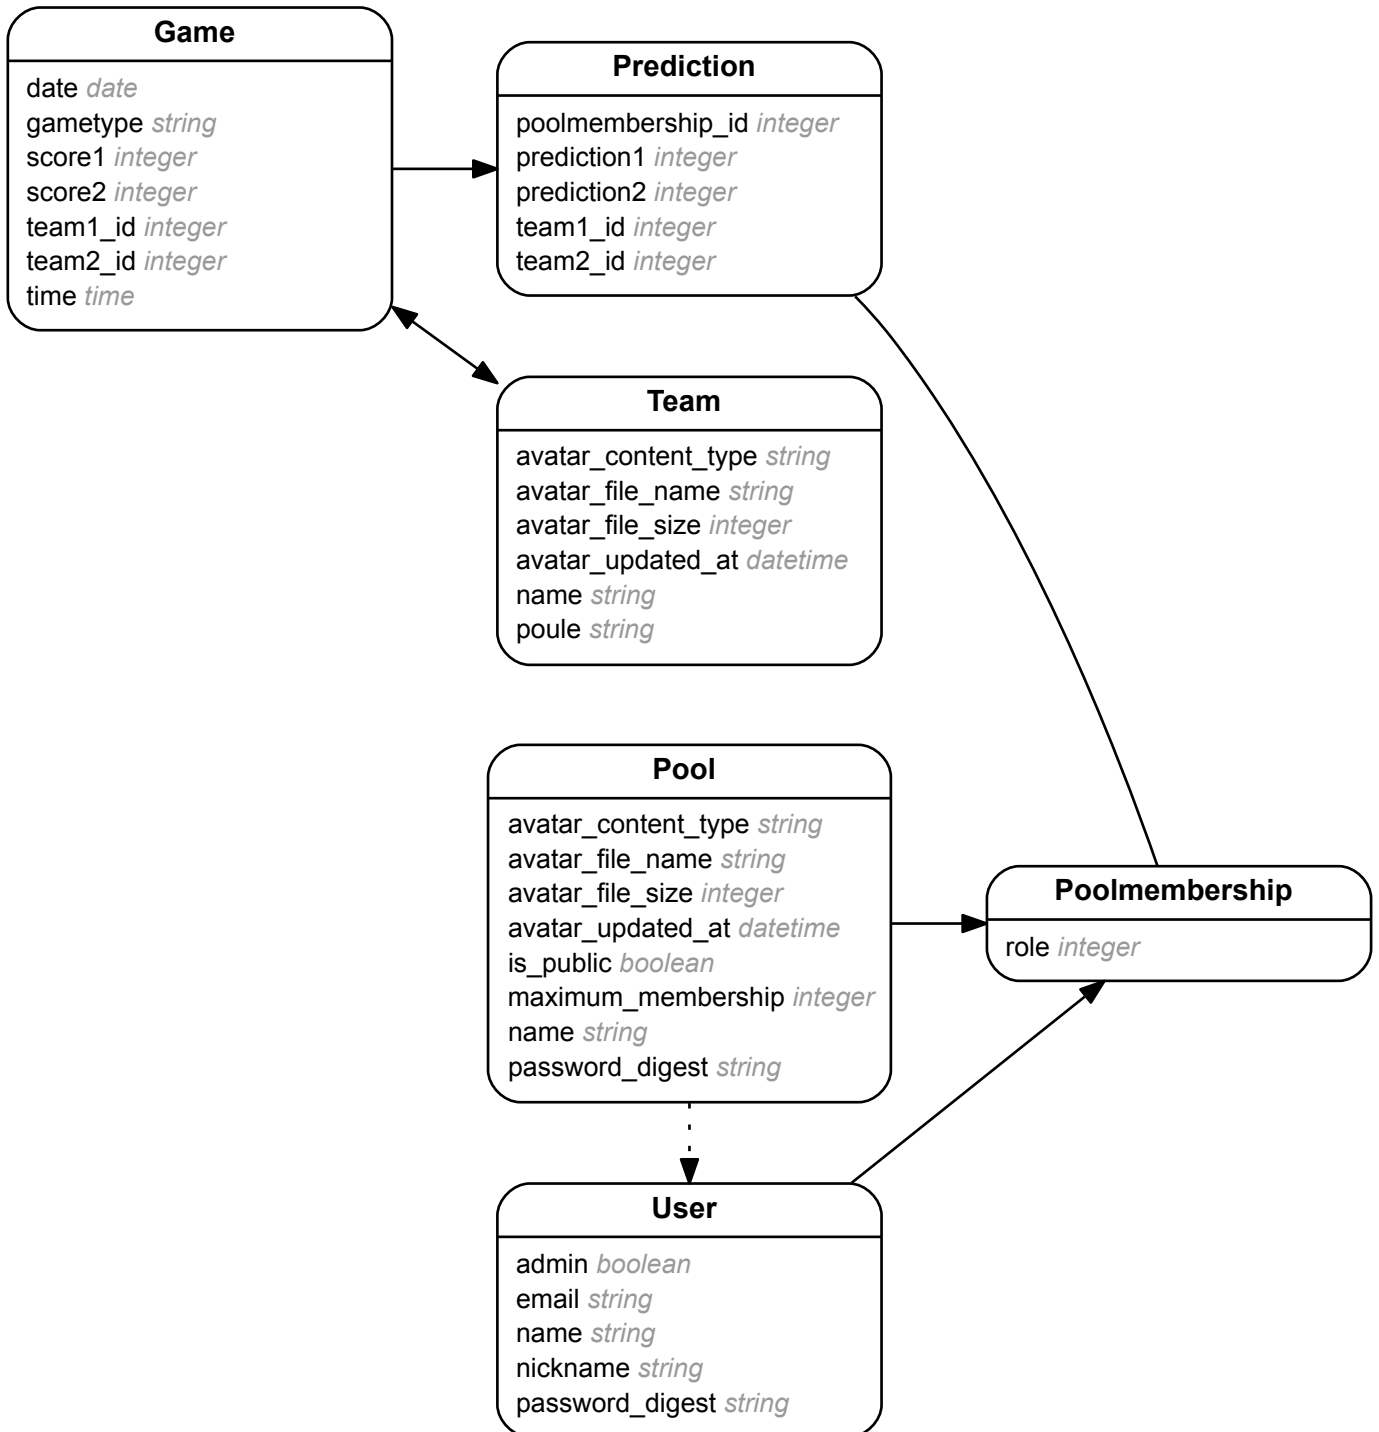 Game
date date
gametype string
score1 integer
score2 integer
team1_id integer
team2_id integer
time time
Prediction
poolmembership_id integer
prediction1 integer
prediction2 integer
team1_id integer
team2_id integer
Team
avatar_content_type string
avatar_file_name string
avatar_file_size integer
avatar_updated_at datetime
name string
poule string
Pool
avatar_content_type string
avatar_file_name string
avatar_file_size integer
avatar_updated_at datetime
is_public boolean
maximum_membership integer
name string
password_digest string
Poolmembership
role integer
User
admin boolean
email string
name string
nickname string
password_digest string